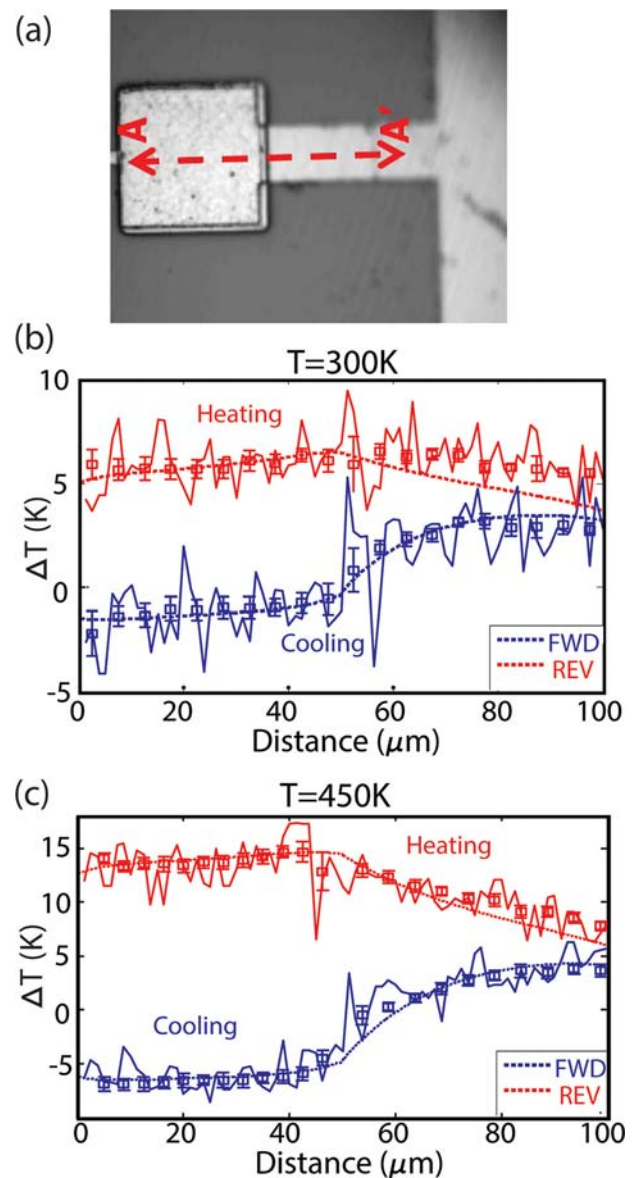 (a)
A A'
(b)
T=300K
10
5
0
-5
ΔT (K)
Heating
Cooling
FWD
REV
0 20 40 60 80 100
Distance (μm)
(c)
T=450K
15
10
5
0
-5
ΔT (K)
Heating
Cooling
FWD
REV
0 20 40 60 80 100
Distance (μm)